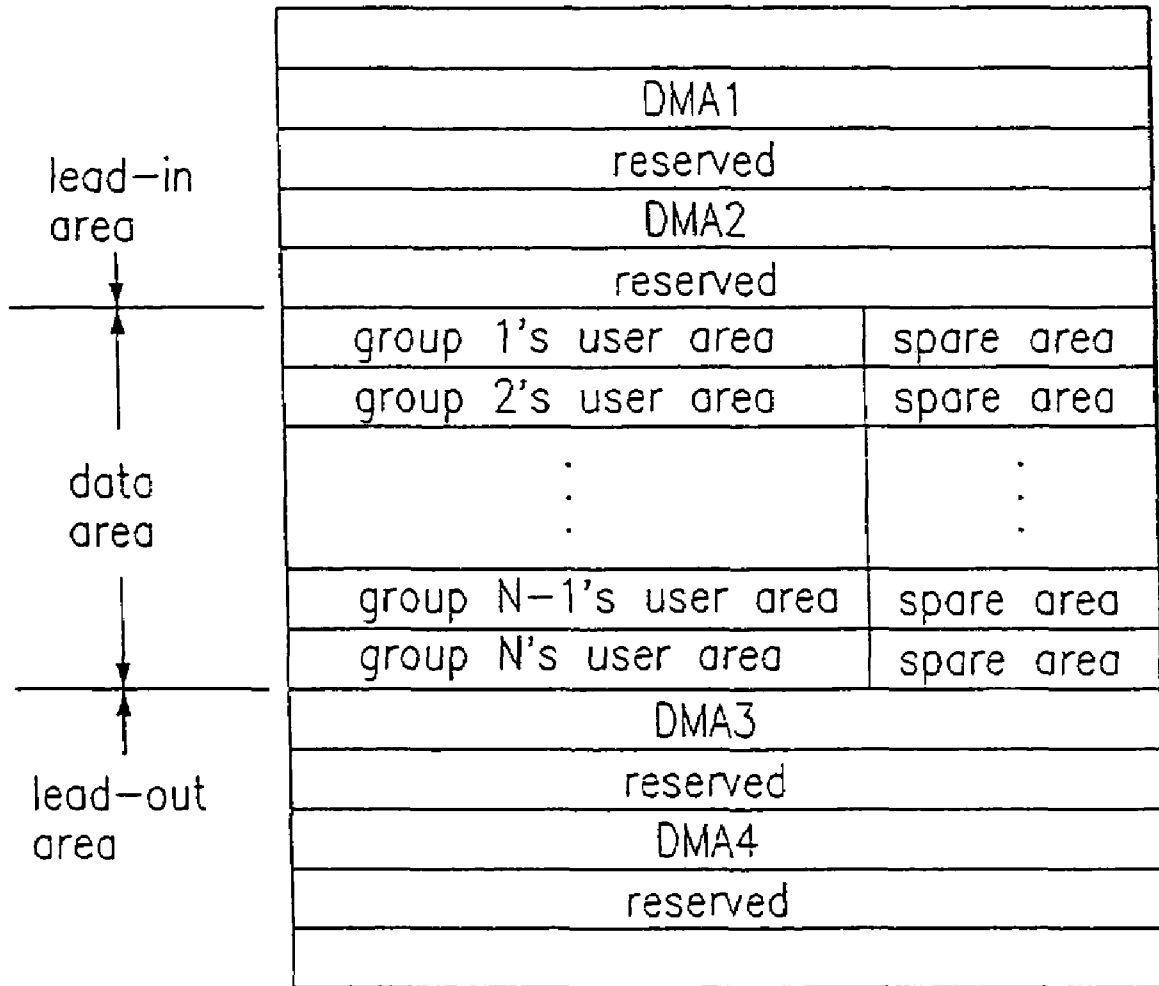 DMA1
reserved
lead-in
area
DMA2
reserved
group 1's user area spare area
group 2's user area spare area
data
area
group N-1's user area spare area
group N's user area spare area
DMA3
lead-out
area
reserved
DMA4
reserved